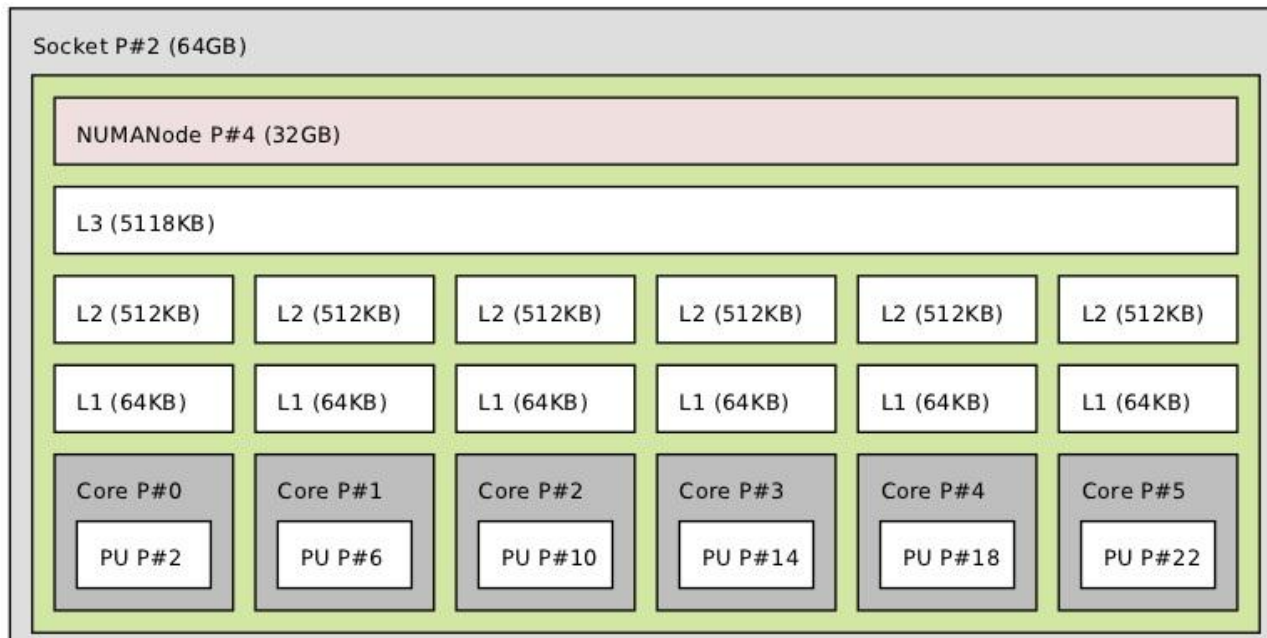 Socket P#2 (64GB)
NUMANode P#4 (32GB)
L3 (5118KB)
L2 (512KB) L2 (512KB) L2 (512KB) L2 (512KB) L2 (512KB) L2 (512KB)
L1 (64KB) L1 (64KB) L1 (64KB) L1 (64KB) L1 (64KB) L1 (64KB)
Core P#0 Core P#1 Core P#2 Core P#3 Core P#4 Core P#5
PU P#2 PU P#6 PU P#10 PU P#14 PU P#18 PU P#22